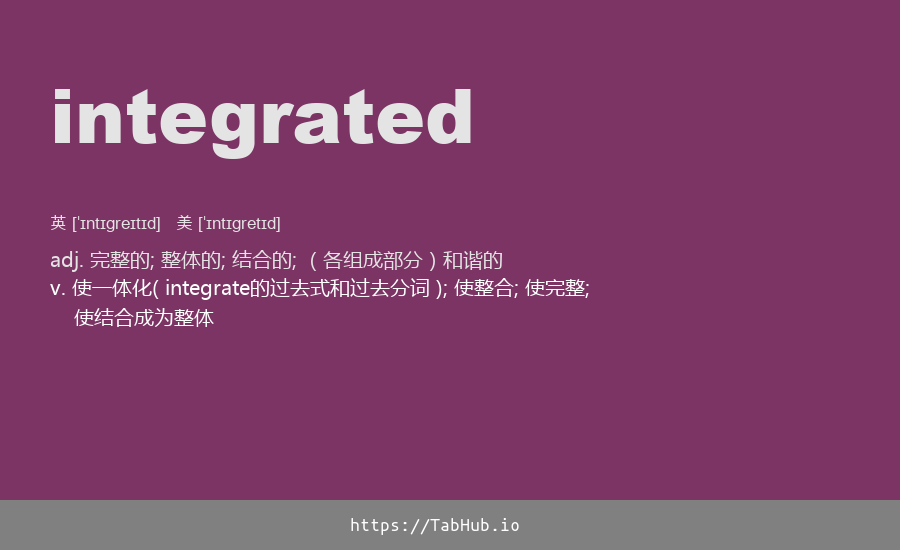 integrated
英 [ˈɪntɪgreɪtɪd] 美 [ˈɪntɪgretɪd]
adj. 完整的; 整体的; 结合的; （各组成部分）和谐的
v. 使一体化( integrate的过去式和过去分词 ); 使整合; 使完整;
使结合成为整体
https://TabHub.io